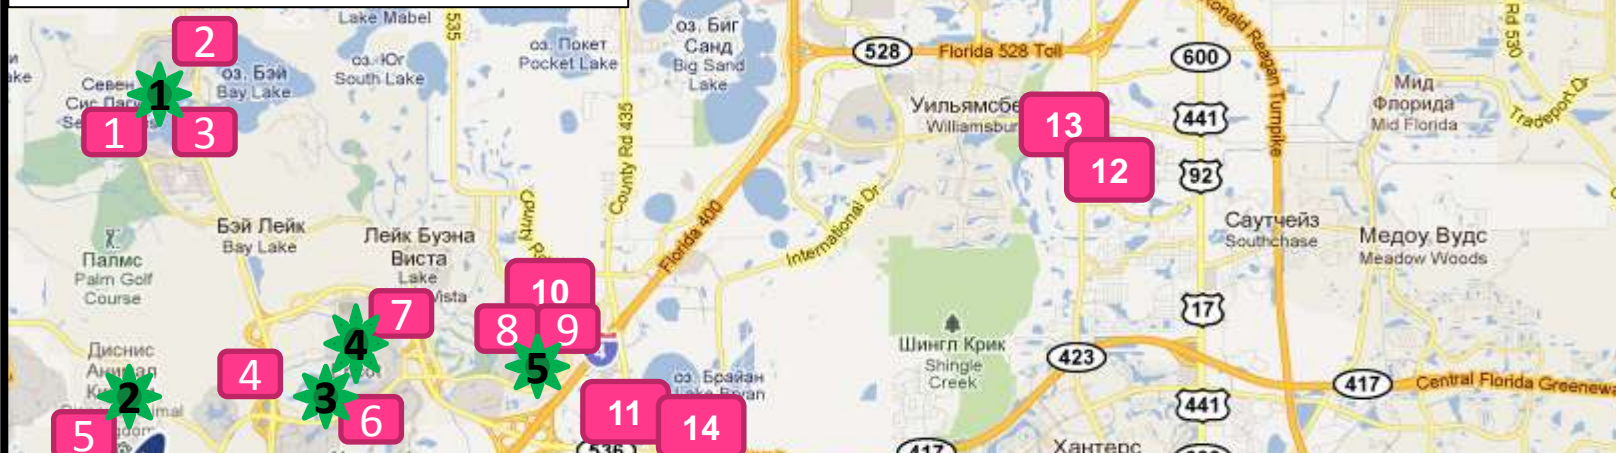 Lake Mabel
535
2
оз. Покет
Pocket Lake
оз. Биг
Санд
Big Sand
Lake
528
Florida 528 Toll
600
Ronald Reagan Turnpike
Rd 530
оз. Юг
South Lake
оз. Бэй
Bay Lake
Севен
Сис Лагу
1
1
3
County Rd 435
Уильямсбе
Williamsbur
13
12
441
92
Мид
Флорида
Mid Florida
Tradeport Dr
Бэй Лейк
Bay Lake
Лейк Буэна
Виста
Lake
Vista
Florida 400
International Dr
Саутчейз
Southchase
Медоу Вудс
Meadow Woods
Палмс
Palm Golf
Course
10
8
9
5
7
4
4
3
6
17
Шингл Крик
Shingle
Creek
423
417
Central Florida Greenewa
Диснис
Анимал
2
5
оз. Брайан
11
14
441
536
417
Хантерс